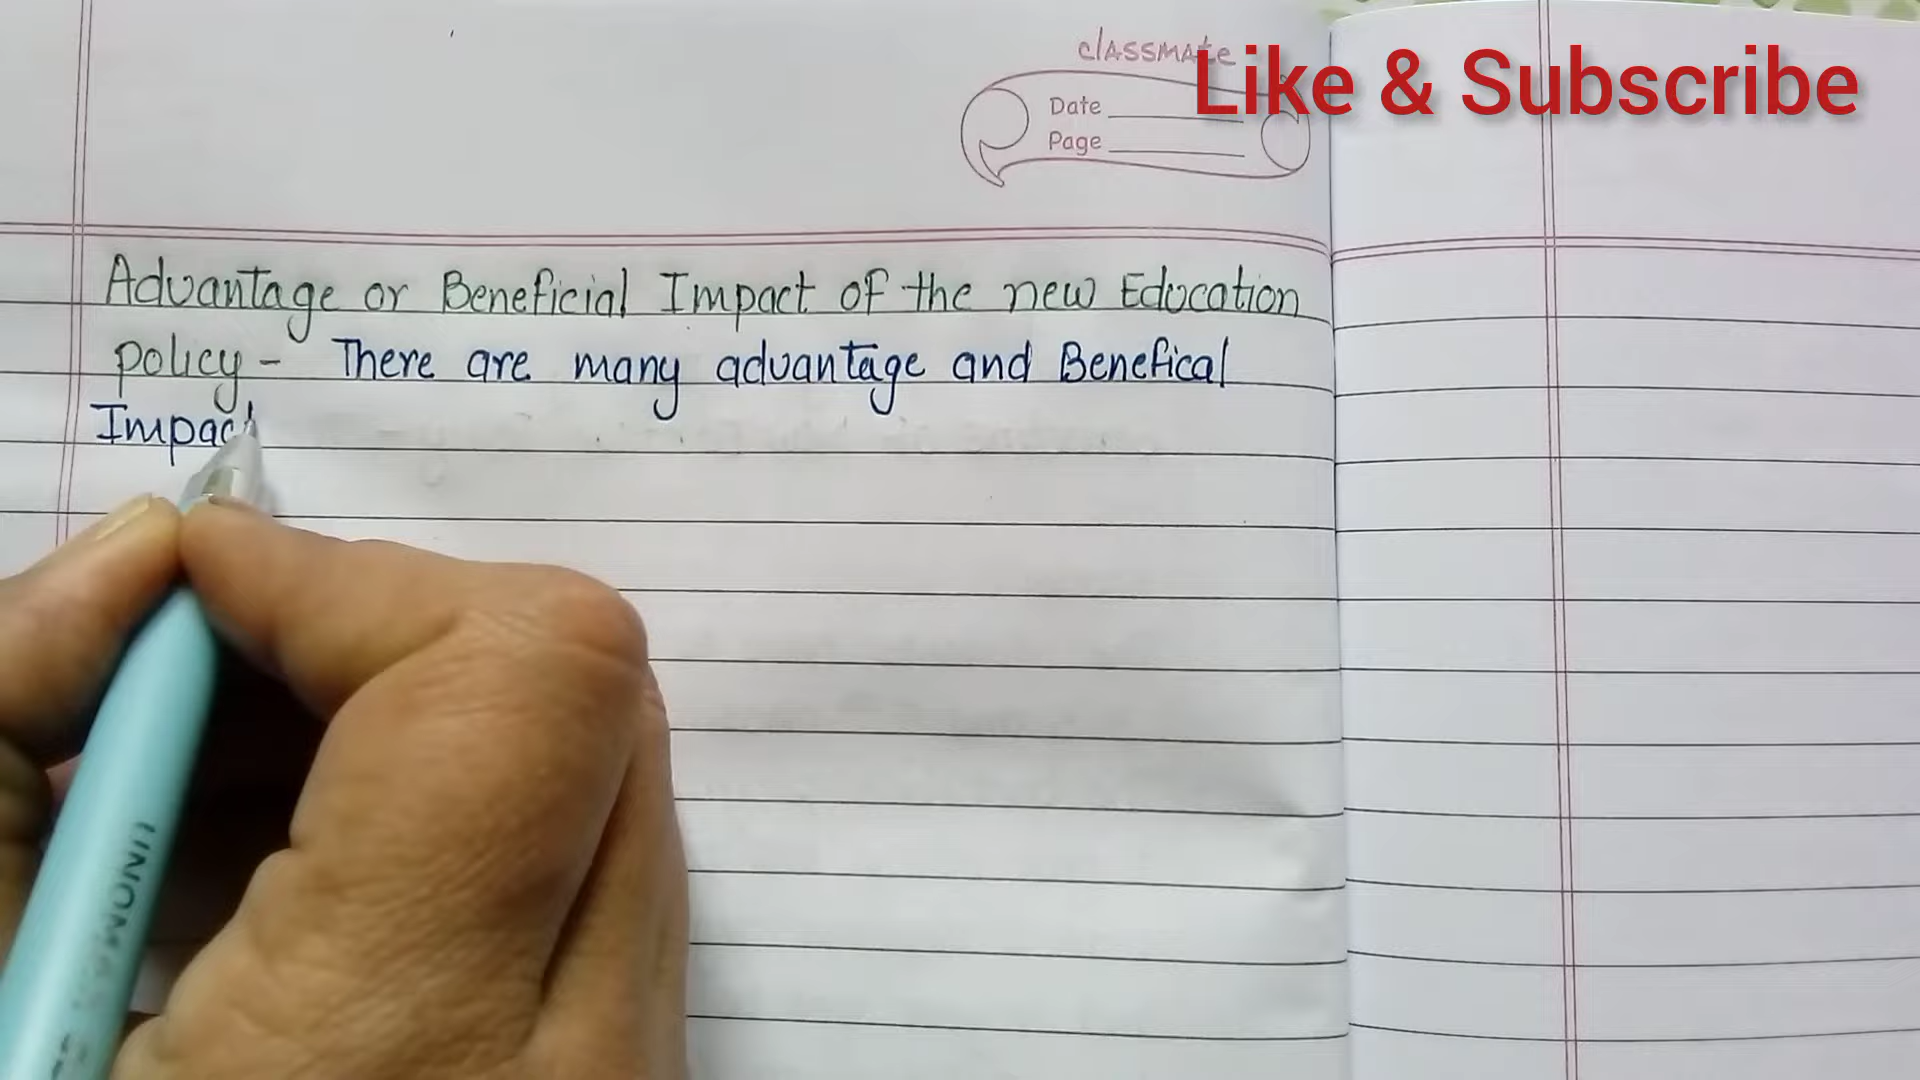 classmate
Like & Subscribe
Date
Page
Advantage or Beneficial Impact of the new Education
policy - There are many advantage and Benefical
Impact